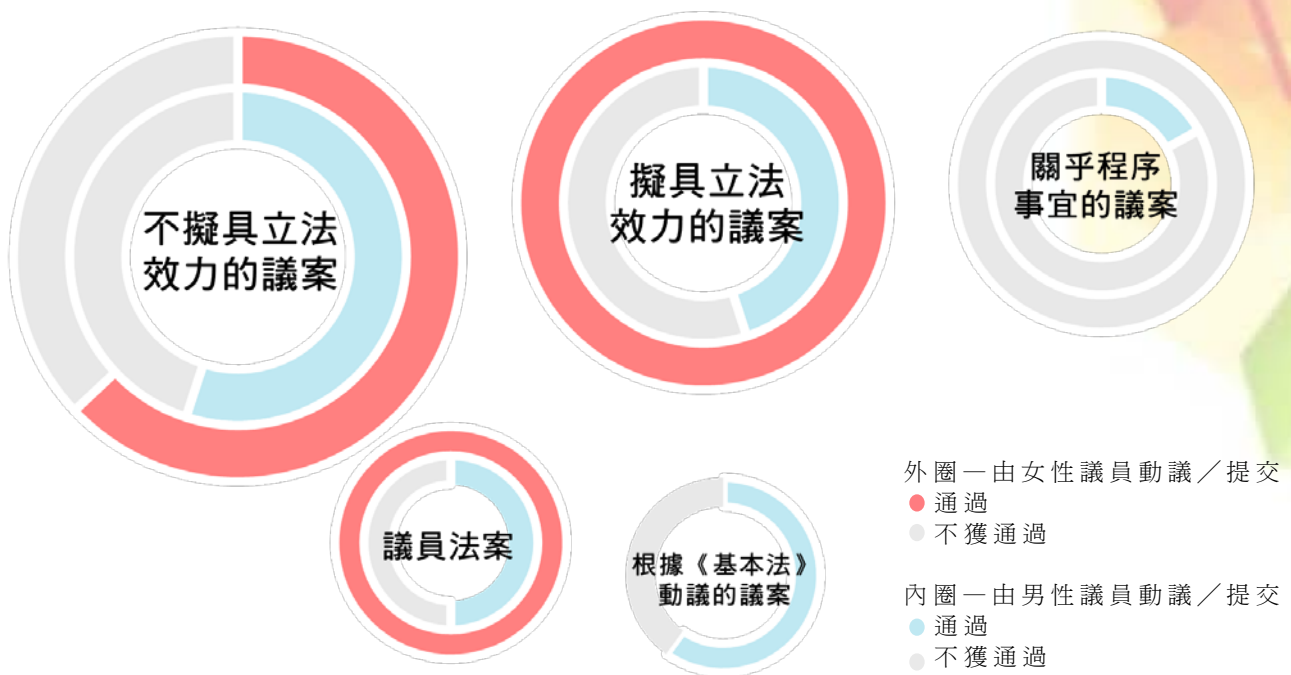 不擬具立法
效力的議案
擬具立法
效力的議案
關乎程序
事宜的議案
議員法案
根據《基本法》
動議的議案
外圈—由女性議員動議／提交
通過
不獲通過
內圈—由男性議員動議／提交
通過
不獲通過